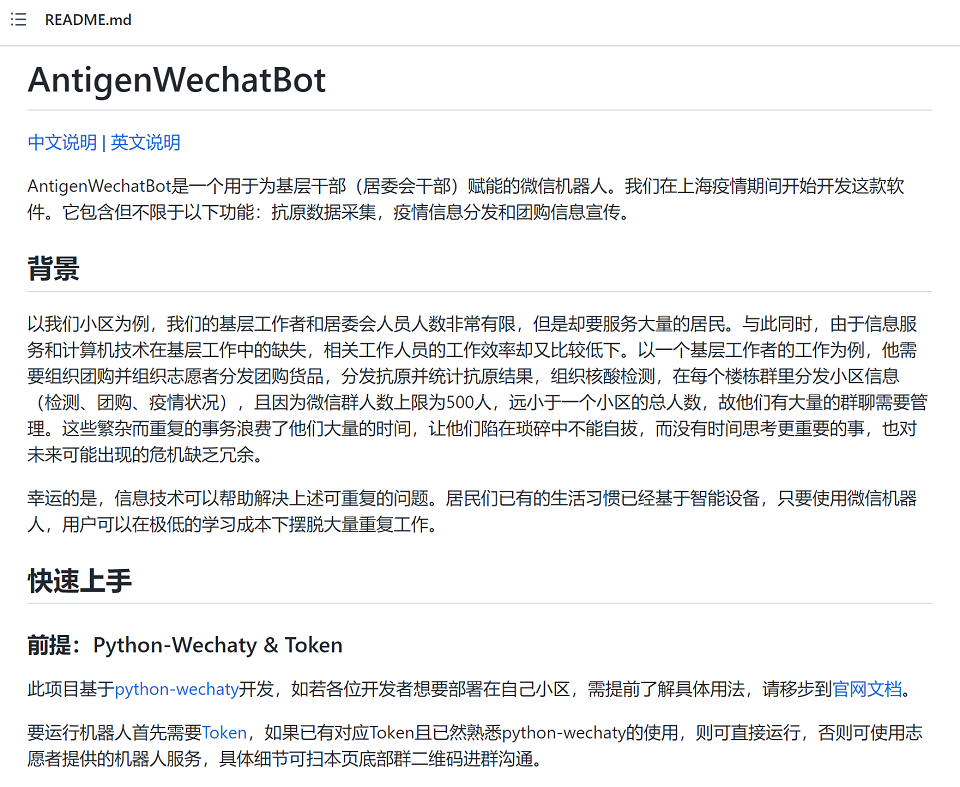 README.md
AntigenWechatBot
中文说明 | 英文说明
AntigenWechatBot是一个用于为基层干部（居委会干部）赋能的微信机器人。我们在上海疫情期间开始开发这款软
件。它包含但不限于以下功能：抗原数据采集，疫情信息分发和团购信息宣传。
背景
以我们小区为例，我们的基层工作者和居委会人员人数非常有限，但是却要服务大量的居民。与此同时，由于信息服
务和计算机技术在基层工作中的缺失，相关工作人员的工作效率却又比较低下。以一个基层工作者的工作为例，他需
要组织团购并组织志愿者分发团购货品，分发抗原并统计抗原结果，组织核酸检测，在每个楼栋群里分发小区信息
（检测、团购、疫情状况），且因为微信群人数上限为500人，远小于一个小区的总人数，故他们有大量的群聊需要管
理。这些繁杂而重复的事务浪费了他们大量的时间，让他们陷在琐碎中不能自拔，而没有时间思考更重要的事，也对
未来可能出现的危机缺乏冗余。
幸运的是，信息技术可以帮助解决上述可重复的问题。居民们已有的生活习惯已经基于智能设备，只要使用微信机器
人，用户可以在极低的学习成本下摆脱大量重复工作。
快速上手
前提：Python-Wechaty & Token
此项目基于python-wechaty开发，如若各位开发者想要部署在自己小区，需提前了解具体用法，请移步到官网文档。
要运行机器人首先需要Token，如果已有对应Token且已然熟悉python-wechaty的使用，则可直接运行，否则可使用志
愿者提供的机器人服务，具体细节可扫本页底部群二维码进群沟通。